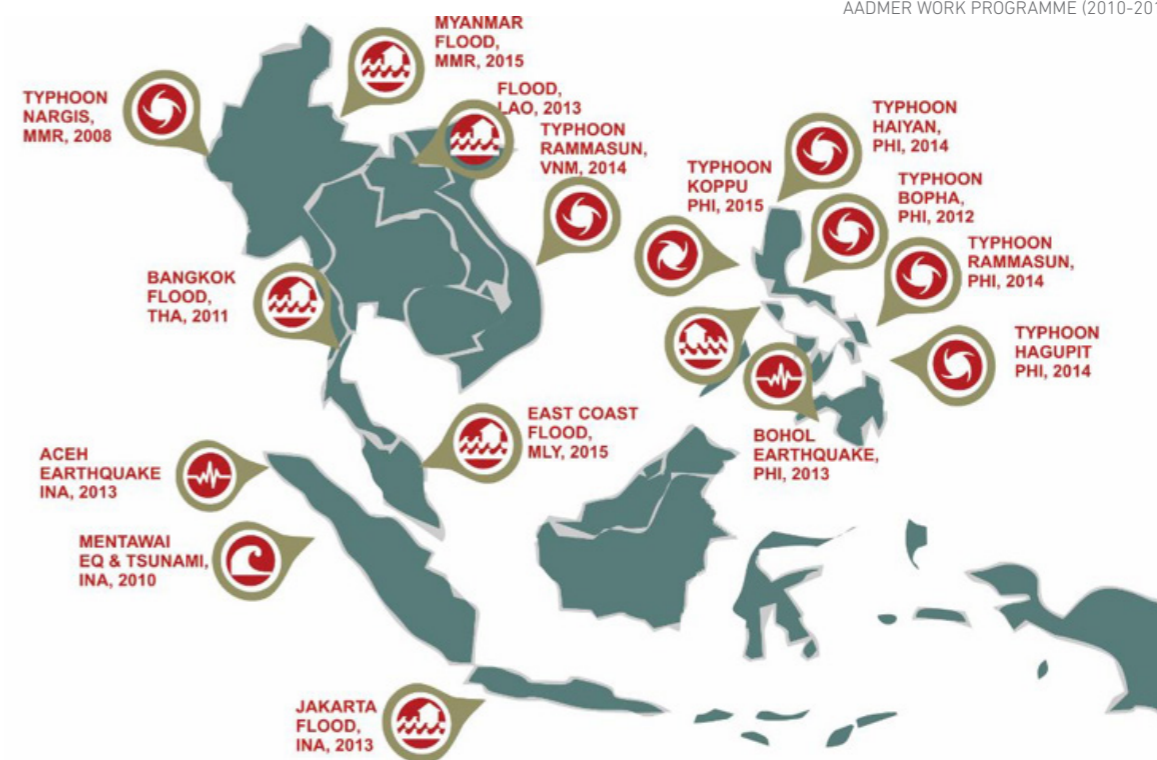 AADMER WORK PROGRAMME (2010-201
MYANMAR
FLOOD,
MMR, 2015
TYPHOON
NARGIS,
MMR, 2008
FLOOD,
LAO, 2013
TYPHOON
RAMMASUN,
VNM, 2014
TYPHOON
HAIYAN,
PHI, 2014
TYPHOON
KOPPU
PHI, 2015
TYPHOON
BOPHA,
PHI, 2012
TYPHOON
RAMMASUN,
PHI, 2014
BANGKOK
FLOOD,
THA, 2011
TYPHOON
HAGUPIT
PHI, 2014
EAST COAST
FLOOD,
MLY, 2015
BOHOL
EARTHQUAKE,
PHI, 2013
ACEH
EARTHQUAKE
INA, 2013
MENTAWAI
EQ & TSUNAMI,
INA, 2010
JAKARTA
FLOOD,
INA, 2013